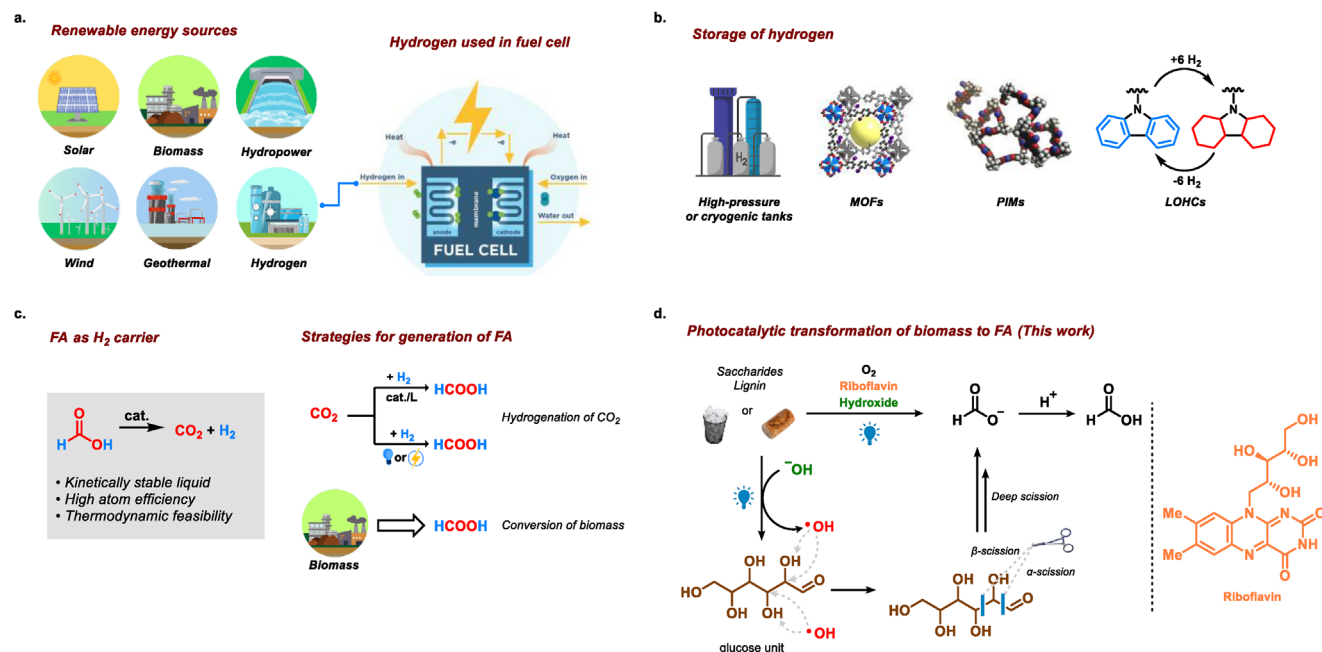 a.
Renewable energy sources
Solar
Biomass
Hydropower
Wind
Geothermal
Hydrogen
Hydrogen used in fuel cell
Heat
-e
-e
Heat
Hydrogen in
Oxygen in
Water out
membrane
anode
cathode
FUEL CELL
b.
Storage of hydrogen
H2
High-pressure
or cryogenic tanks
MOFs
PIMs
+6 H2
N
N
-6 H2
LOHCs
c.
FA as H2 carrier
O
H
OH
cat.
CO2 + H2
• Kinetically stable liquid
• High atom efficiency
• Thermodynamic feasibility
Strategies for generation of FA
CO2
+ H2
cat./L
HCOOH
Hydrogenation of CO2
+ H2
or
HCOOH
Biomass
HCOOH
Conversion of biomass
d.
Photocatalytic transformation of biomass to FA (This work)
Saccharides
Lignin
or
O2
Riboflavin
Hydroxide
O
H
O−
H+
O
H
OH
−OH
•OH
Deep scission
β-scission
α-scission
OH
OH
HO
O
OH
OH
•OH
glucose unit
OH
OH
HO
O
OH
OH
OH
HO
OH
HO
OH
Me
N
N
O
Me
N
NH
O
Riboflavin